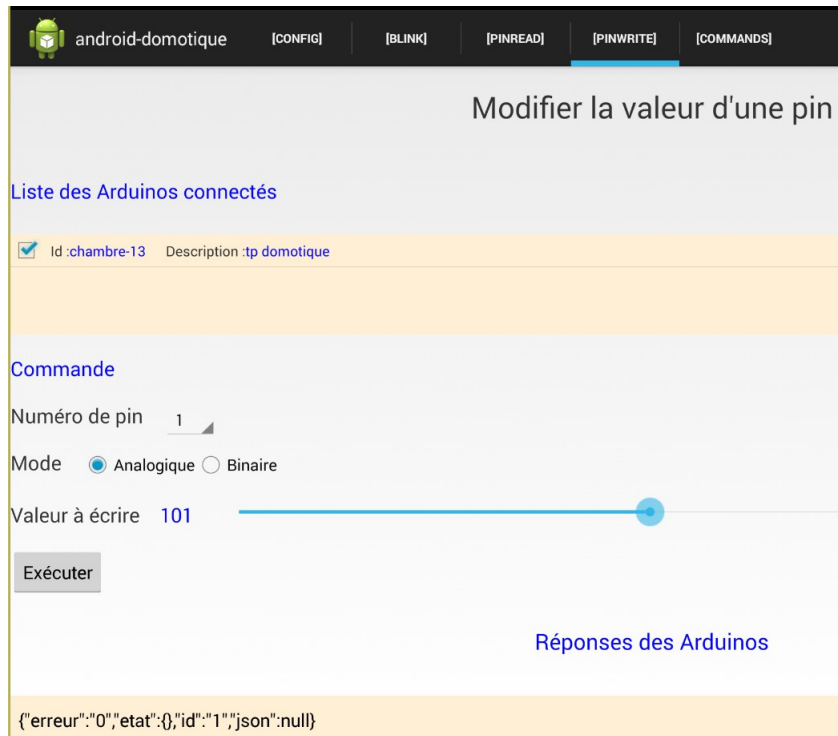 android-domotique [CONFIG] [BLINK] [PINREAD] [PINWRITE] [COMMANDS]
Modifier la valeur d'une pin
Liste des Arduinos connectés
Id :chambre-13 Description :tp domotique
Commande
Numéro de pin 1
Mode Analogique Binaire
Valeur à écrire 101
Exécuter
Réponses des Arduinos
{"erreur":"0","etat":{},"id":"1","json":null}